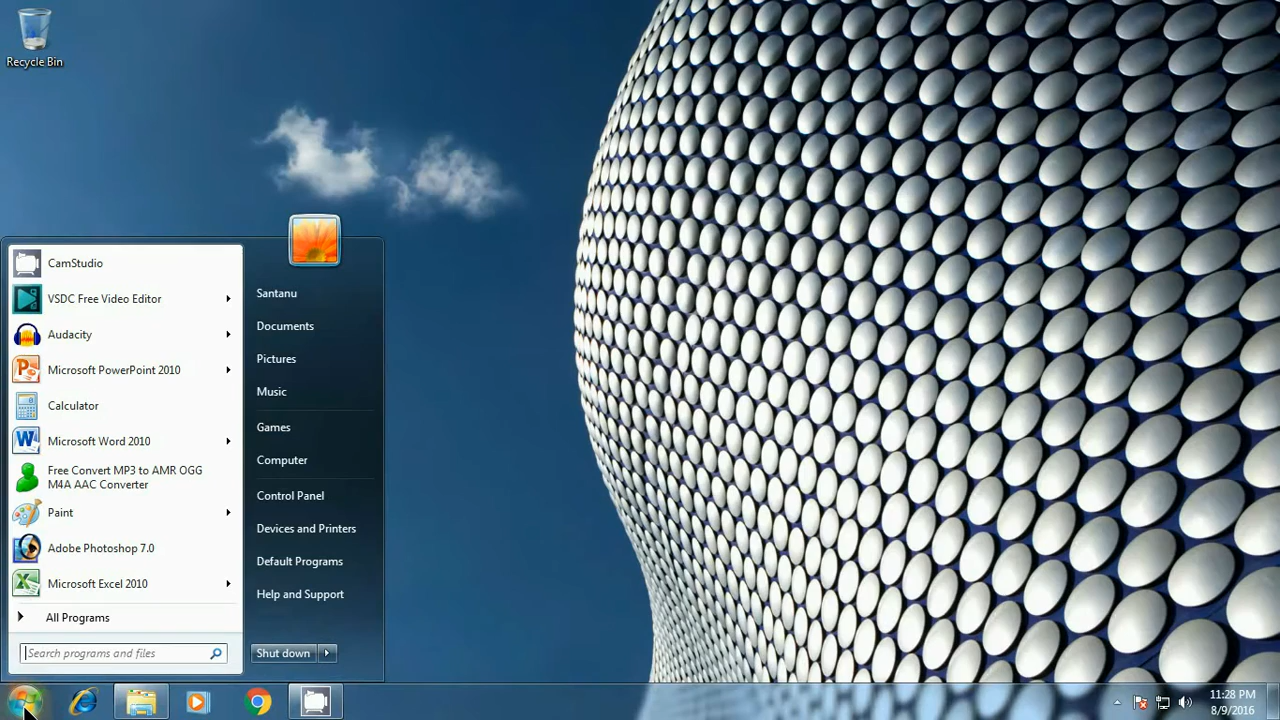 Recycle Bin
CamStudio
VSDC Free Video Editor
Audacity
Microsoft PowerPoint 2010
Calculator
Microsoft Word 2010
Free Convert MP3 to AMR OGG
M4A AAC Converter
Paint
Adobe Photoshop 7.0
Microsoft Excel 2010
All Programs
Search programs and files
Santanu
Documents
Pictures
Music
Games
Computer
Control Panel
Devices and Printers
Default Programs
Help and Support
Shut down
11:28 PM
8/9/2016